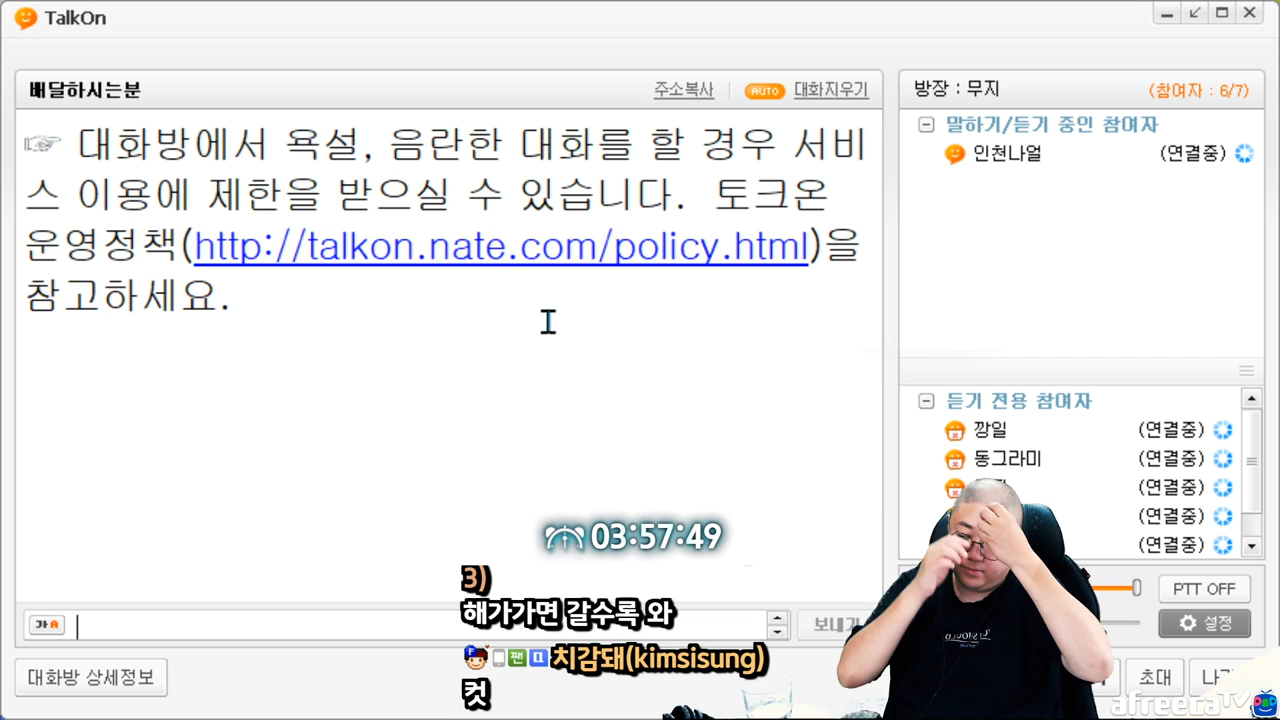 TalkOn
배달하시는분
주소복사
AUTO
대화지우기
☞ 대화방에서 욕설, 음란한 대화를 할 경우 서비
스 이용에 제한을 받으실 수 있습니다. 토크온
운영정책(http://talkon.nate.com/policy.html)을
참고하세요.
방장 : 무지
(참여자 : 6/7)
말하기/듣기 중인 참여자
인천나얼 (연결중)
듣기 전용 참여자
깡일 (연결중)
동그라미 (연결중)
(연결중)
(연결중)
(연결중)
03:57:49
3)
해가가면 갈수록 와
F 팬 치감돼(kimsisung)
컷
가A
보내기
PTT OFF
설정
대화방 상세정보
초대
afreecaTV